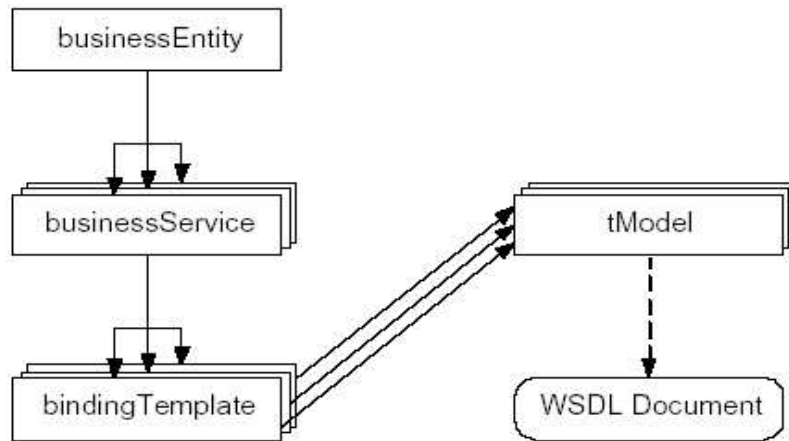 businessEntity
businessService
tModel
bindingTemplate
WSDL Document